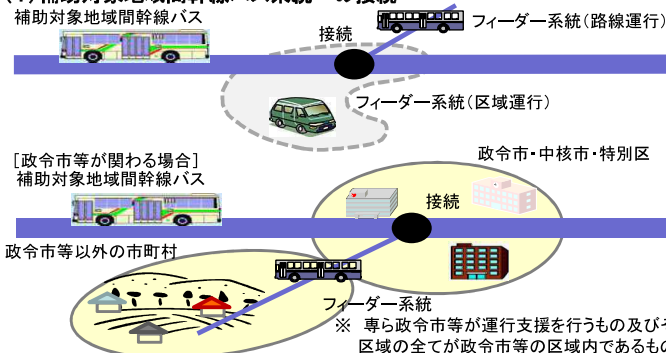 補助対象地域間幹線バス
接続
フィーダー系統(路線運行)
フィーダー系統(区域運行)
[政令市等が関わる場合]
補助対象地域間幹線バス
政令市・中核市・特別区
接続
政令市等以外の市町村
フィーダー系統
※ 専ら政令市等が運行支援を行うもの及び
区域の全てが政令市等の区域内であるもの